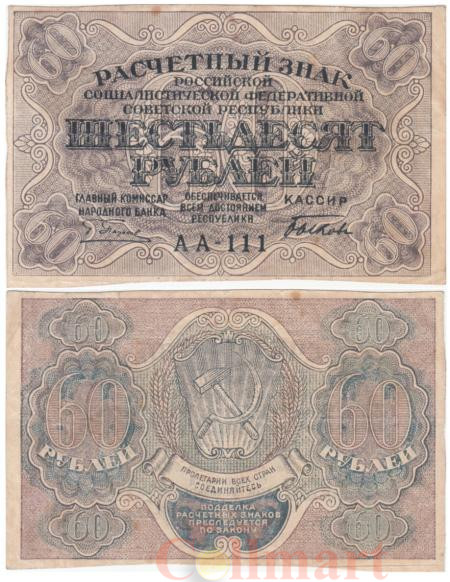 60 60
РАСЧЕТНЫЙ ЗНАК
РОССИЙСКОЙ
СОЦИАЛИСТИЧЕСКОЙ ФЕДЕРАТИВНОЙ
СОВЕТСКОЙ РЕСПУБЛИКИ
ШЕСТЬДЕСЯТ
РУБЛЕЙ
ГЛАВНЫЙ КОМИССАР
НАРОДНОГО БАНКА
ОБЕСПЕЧИВАЕТСЯ
ВСЕМ ДОСТОЯНИЕМ
РЕСПУБЛИКИ
КАССИР
60 60
АА-111
60 60
60 60
РУБЛЕЙ РУБЛЕЙ
ПРОЛЕТАРИИ ВСЕХ СТРАН
СОЕДИНЯЙТЕСЬ
60 60
ПОДДЕЛКА
РАСЧЕТНЫХ ЗНАКОВ
ПРЕСЛЕДУЕТСЯ
ПО ЗАКОНУ
Coinmart